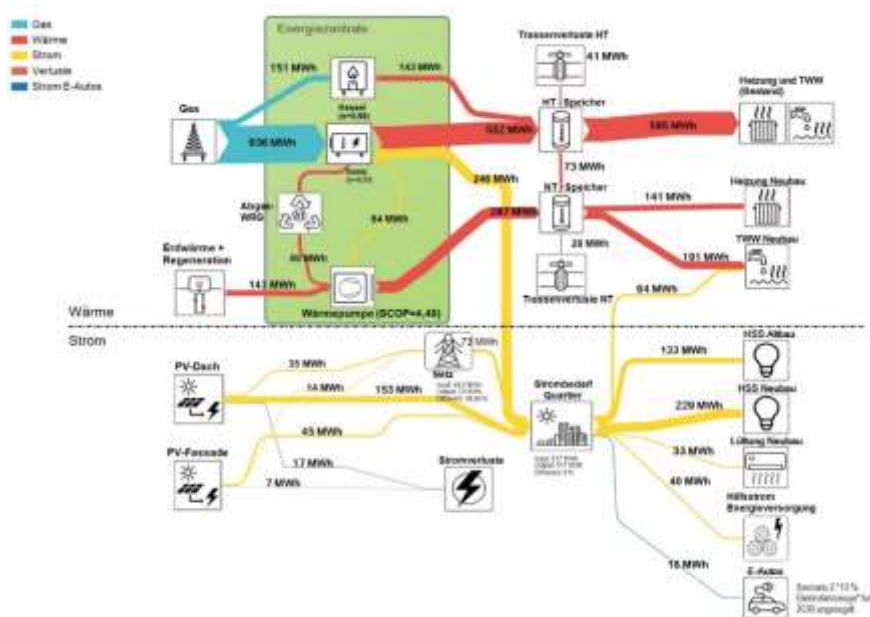 Gas
Wärme
Strom
Verluste
Strom E-Autos
Energiezentrale
Trassenverluste HT
41 MWh
151 MWh
143 MWh
Heizung und TWW
(Bestand)
Gas
Kessel
HT-Speicher
936 MWh
532 MWh
585 MWh
246 MWh
73 MWh
Abgas
WRG
94 MWh
NT-Speicher
141 MWh
Heizung Neubau
287 MWh
191 MWh
TWW Neubau
Erdwärme +
Regeneration
28 MWh
143 MWh
64 MWh
Trassenverluste NT
Wärmepumpe (SCOP=4,48)
Wärme
Strom
HSS Altbau
133 MWh
PV-Dach
35 MWh
Netz
14 MWh
153 MWh
Strombedarf
Quartier
HSS Neubau
229 MWh
45 MWh
PV-Fassade
33 MWh
Lüftung Neubau
17 MWh
Stromverluste
40 MWh
7 MWh
Hilfsstrom
Energieversorgung
E-Autos